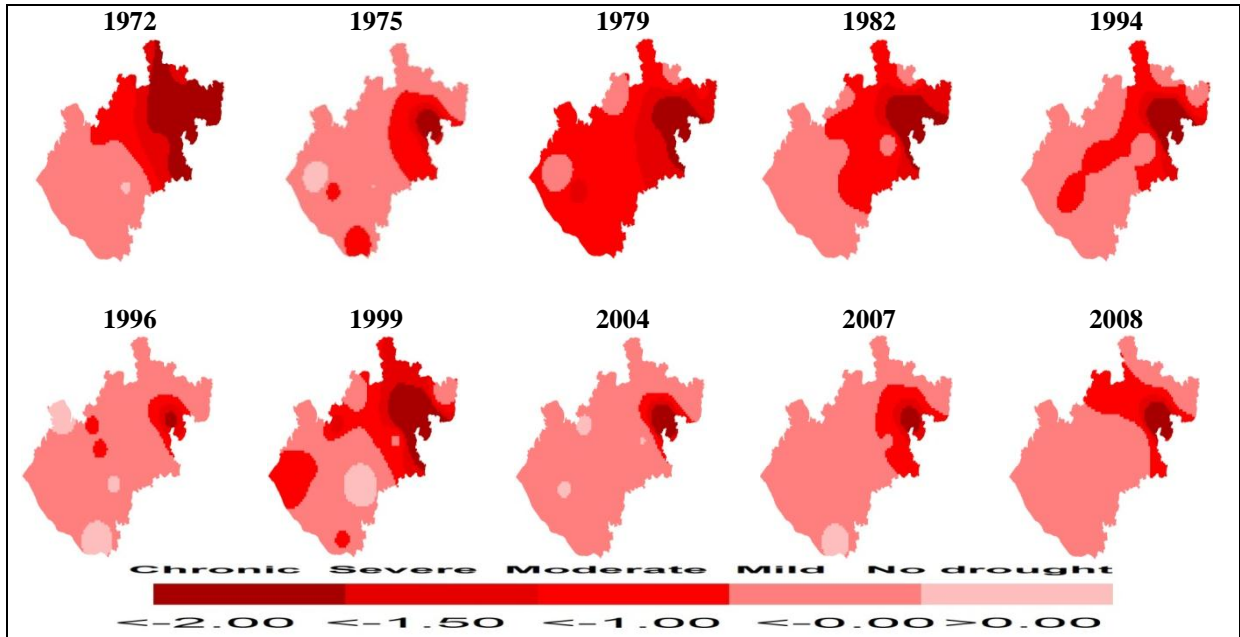 1972 1975 1979 1982 1994
1996 1999 2004 2007 2008
Chronic Severe Moderate Mild No drought
<-2.00 <-1.50 <-1.00 <-0.00 >0.00